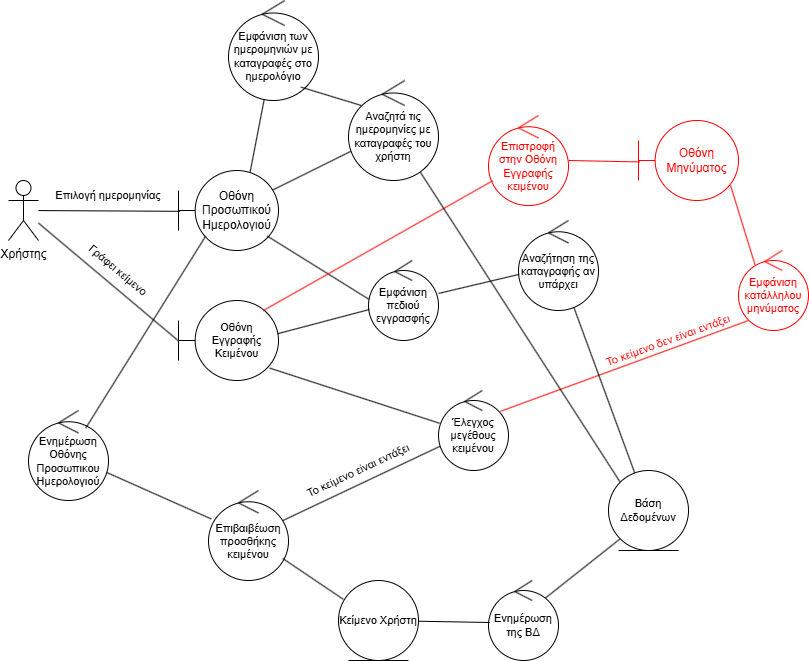 Εμφάνιση των
ημερομηνιών με
καταγραφές στο
ημερολόγιο
Αναζητά τις
ημερομηνίες με
καταγραφές του
χρήστη
Επιστροφή
στην Οθόνη
Εγγραφής
κειμένου
Οθόνη
Μηνύματος
Επιλογή ημερομηνίας
Οθόνη
Προσωπικού
Ημερολογιού
Χρήστης
Γράφει κείμενο
Αναζήτηση της
καταγραφής αν
υπάρχει
Εμφάνιση
πεδιού
εγγρασφής
Εμφάνιση
κατάλληλου
μηνύματος
Οθόνη
Εγγραφής
Κειμένου
Το κείμενο δεν είναι εντάξει
Έλεγχος
μεγέθους
κειμένου
Ενημέρωση
Οθόνης
Προσωπικου
Ημερολογιού
Το κείμενο είναι εντάξει
Βάση
Δεδομένων
Επιβαιβέωση
προσθήκης
κειμένου
Κείμενο Χρήστη
Ενημέρωση
της ΒΔ